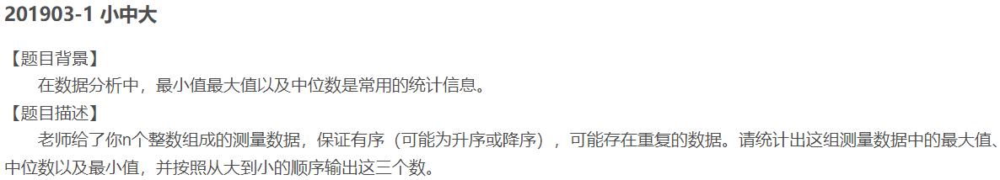 201903-1 小中大
【题目背景】
在数据分析中，最小值最大值以及中位数是常用的统计信息。
【题目描述】
老师给了你n个整数组成的测量数据，保证有序（可能为升序或降序），可能存在重复的数据。请统计出这组测量数据中的最大值、
中位数以及最小值，并按照从大到小的顺序输出这三个数。